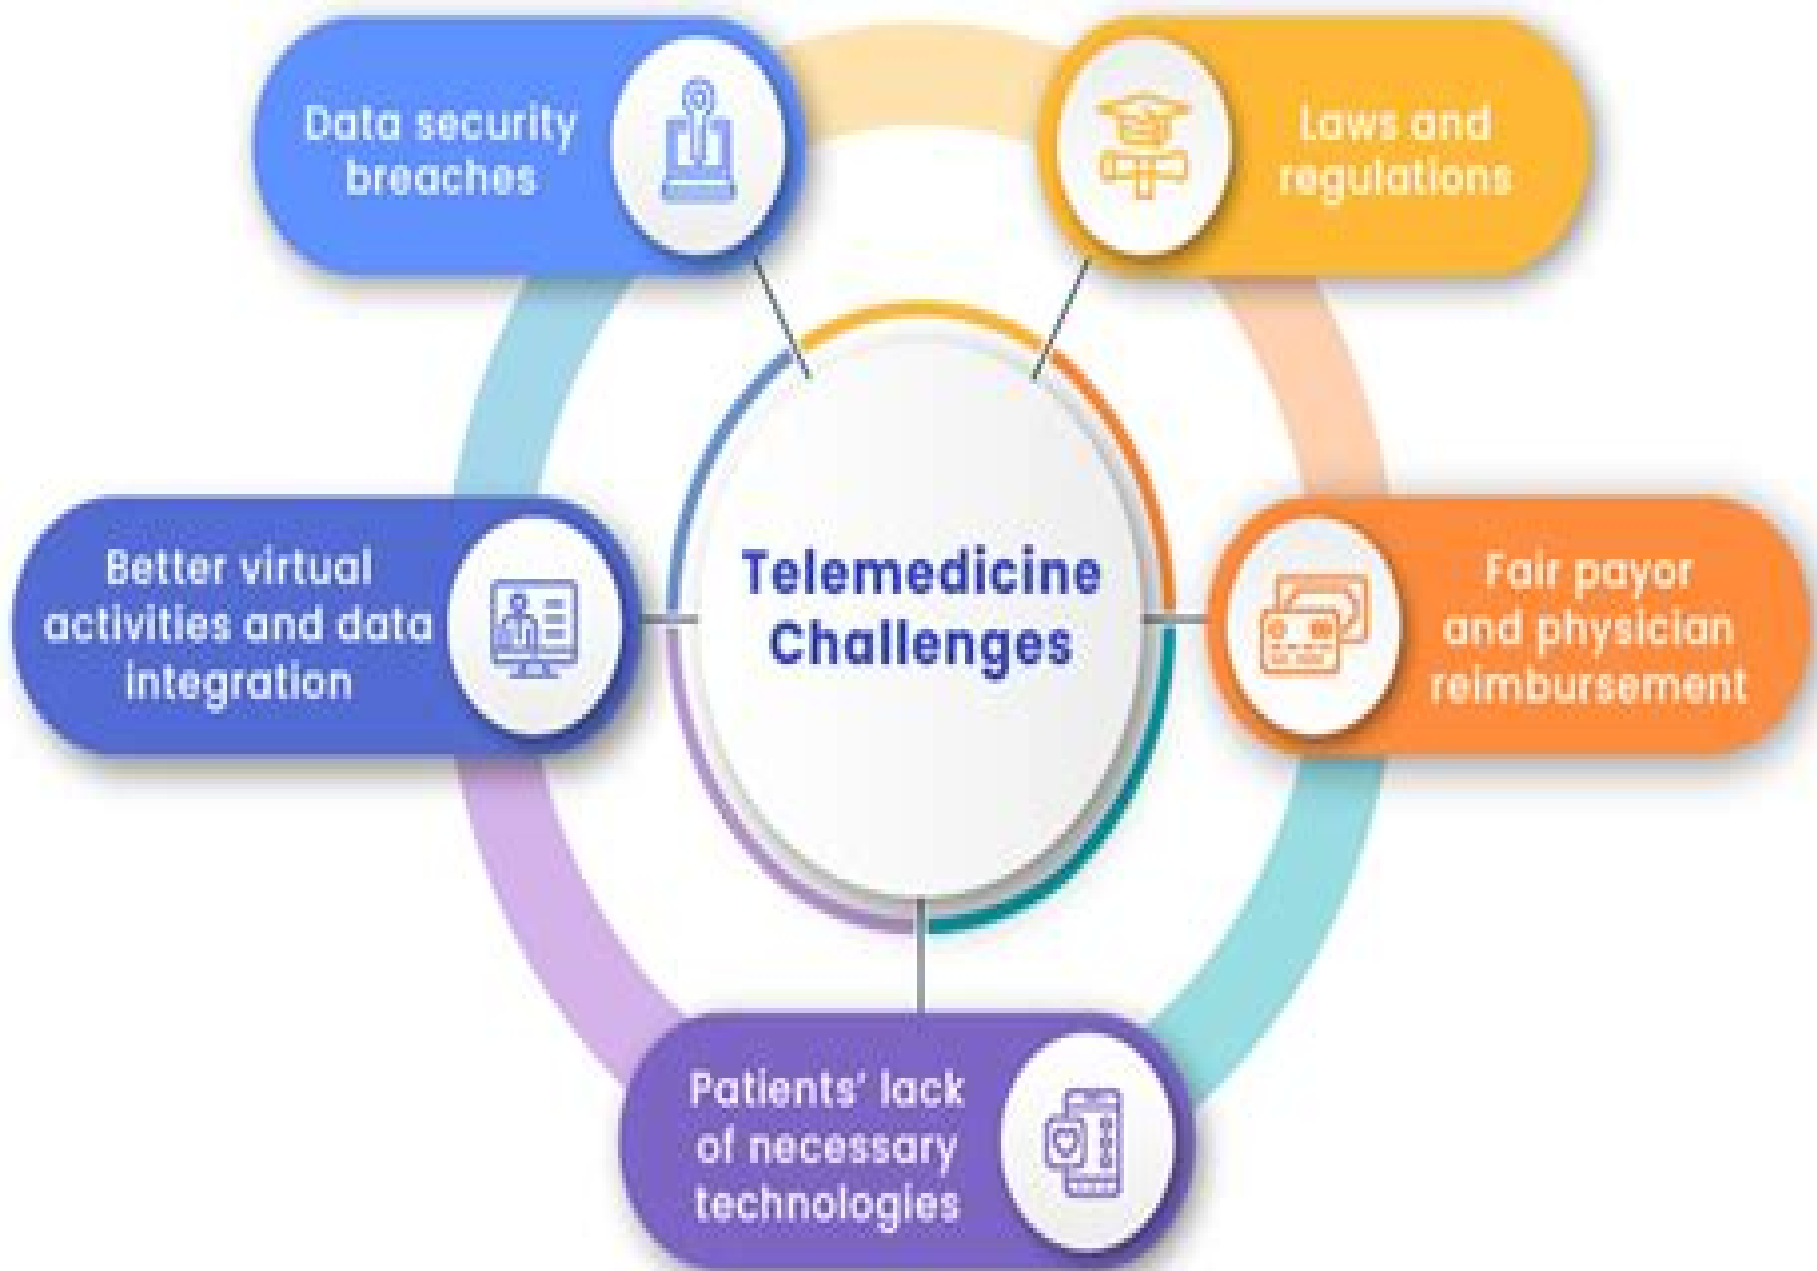 Data security
breaches
Laws and
regulations
Better virtual
activities and data
integration
Telemedicine
Challenges
Fair payor
and physician
reimbursement
Patients’ lack
of necessary
technologies